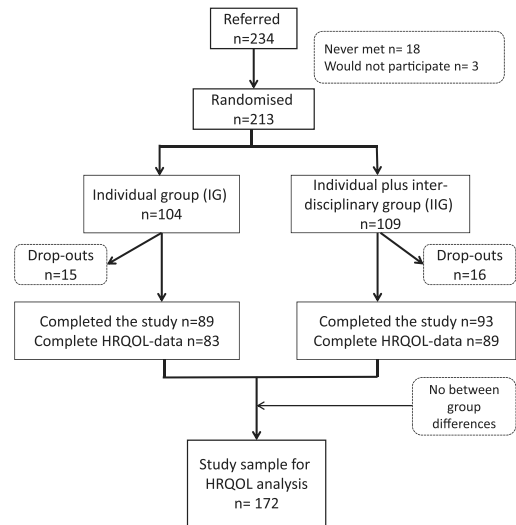 Referred
n=234
Never met n= 18
Would not participate n= 3
Randomised
n=213
Individual group (IG)
n=104
Individual plus inter-
disciplinary group (IIG)
n=109
Drop-outs
n=15
Drop-outs
n=16
Completed the study n=89
Complete HRQOL-data n=83
Completed the study n=93
Complete HRQOL-data n=89
No between
group
differences
Study sample for
HRQOL analysis
n= 172